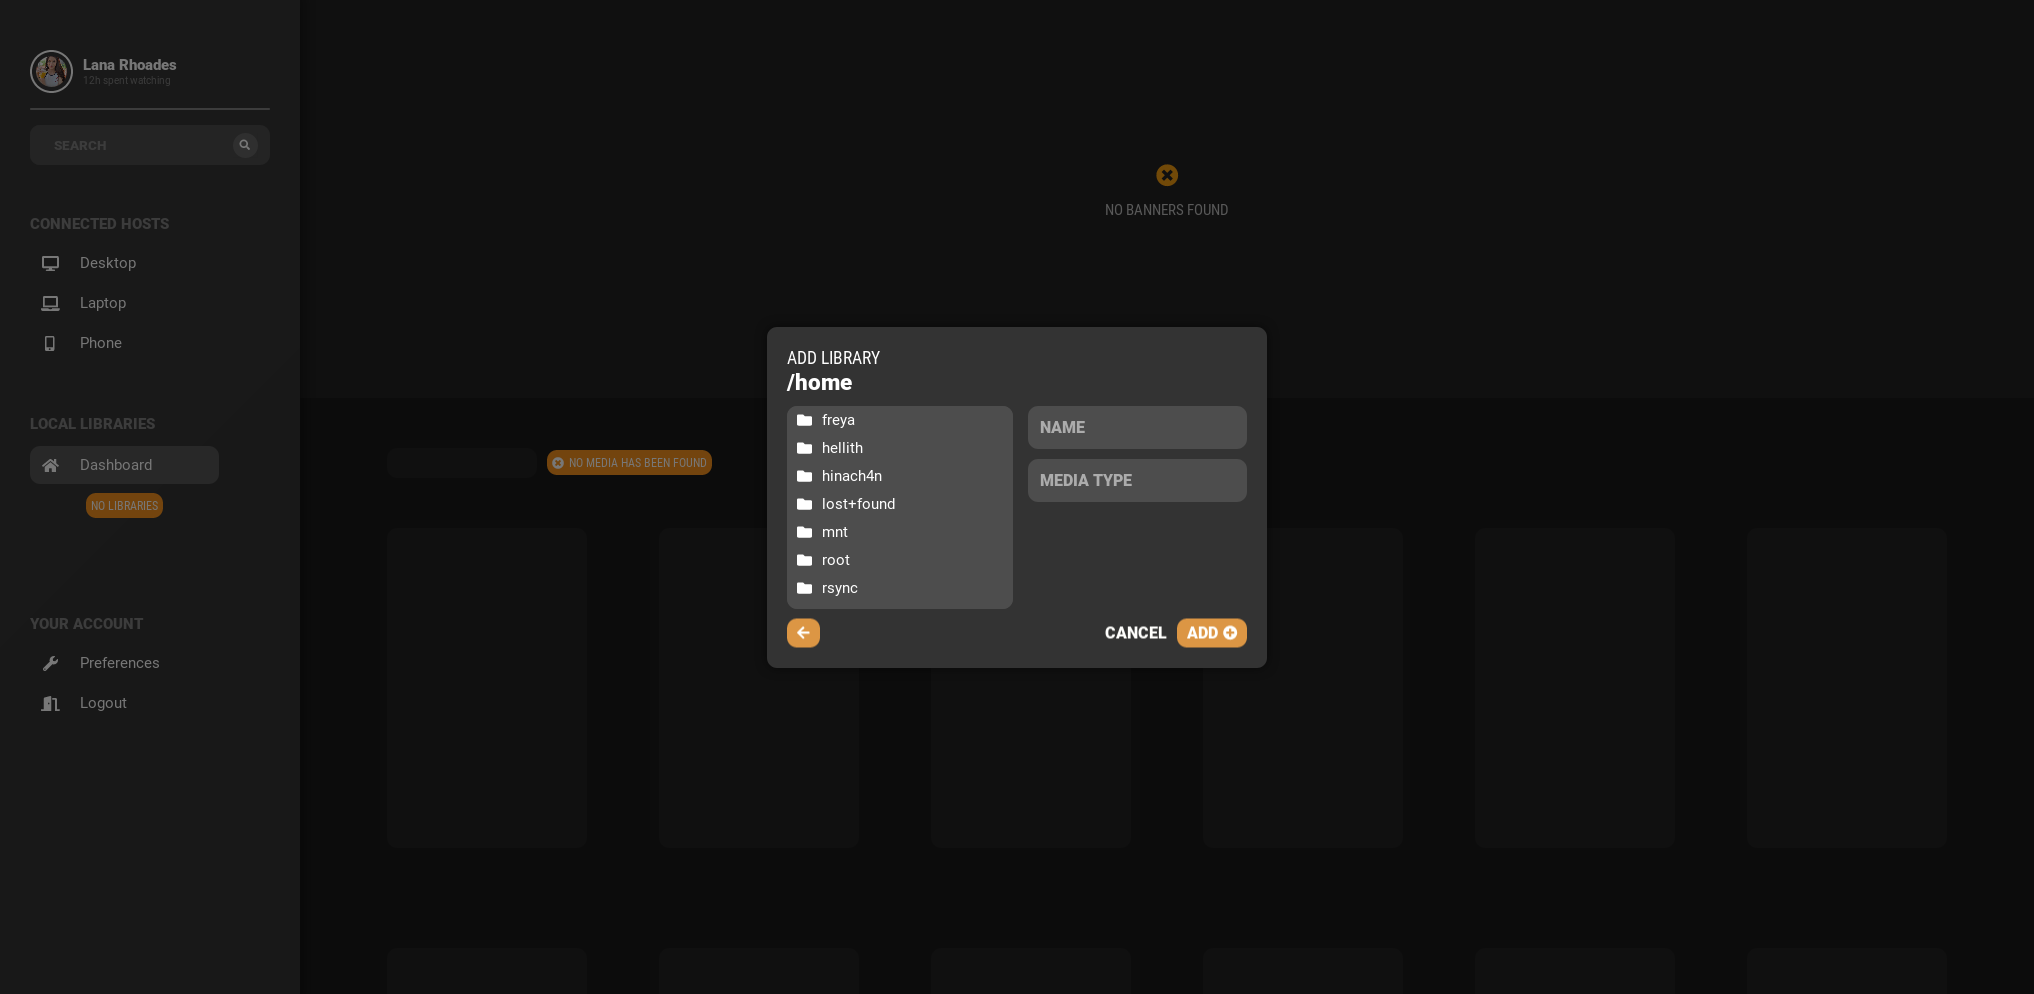 Lana Rhoades
12h spent watching
SEARCH
CONNECTED HOSTS
Desktop
Laptop
Phone
LOCAL LIBRARIES
Dashboard
NO LIBRARIES
YOUR ACCOUNT
Preferences
Logout
NO BANNERS FOUND
NO MEDIA HAS BEEN FOUND
ADD LIBRARY
/home
freya
hellith
hinach4n
lost+found
mnt
root
rsync
NAME
MEDIA TYPE
CANCEL
ADD